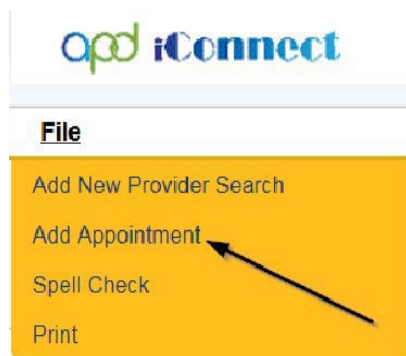 apd iConnect
File
Add New Provider Search
Add Appointment
Spell Check
Print